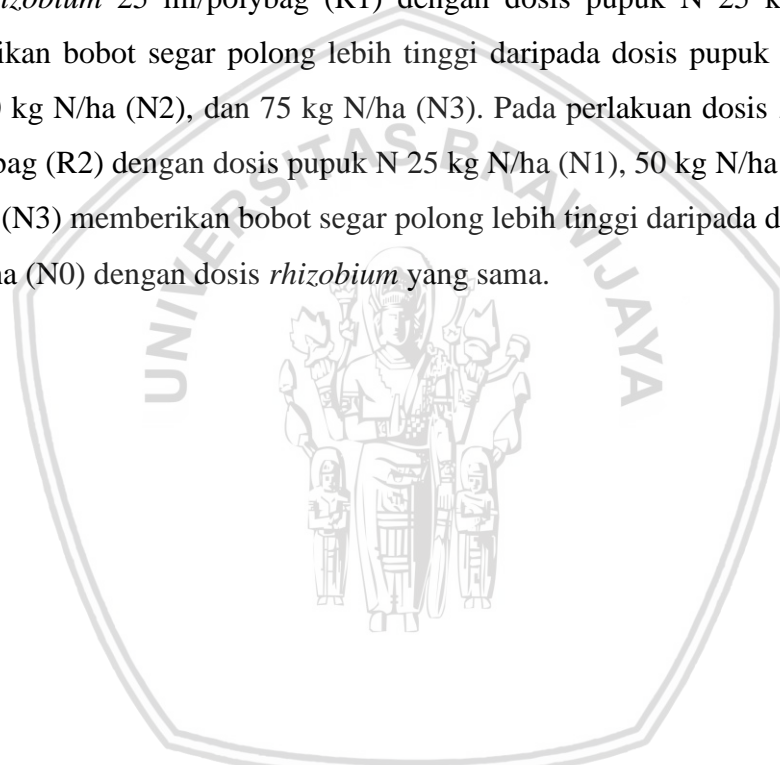 rizobium 25 ml/polybag (R1) dengan dosis pupuk N 25 k
ikan bobot segar polong lebih tinggi daripada dosis pupuk
kg N/ha (N2), dan 75 kg N/ha (N3). Pada perlakuan dosis
bag (R2) dengan dosis pupuk N 25 kg N/ha (N1), 50 kg N/ha
(N3) memberikan bobot segar polong lebih tinggi daripada d
a (N0) dengan dosis rhizobium yang sama.
UNIVERSITAS BRAWIJAYA